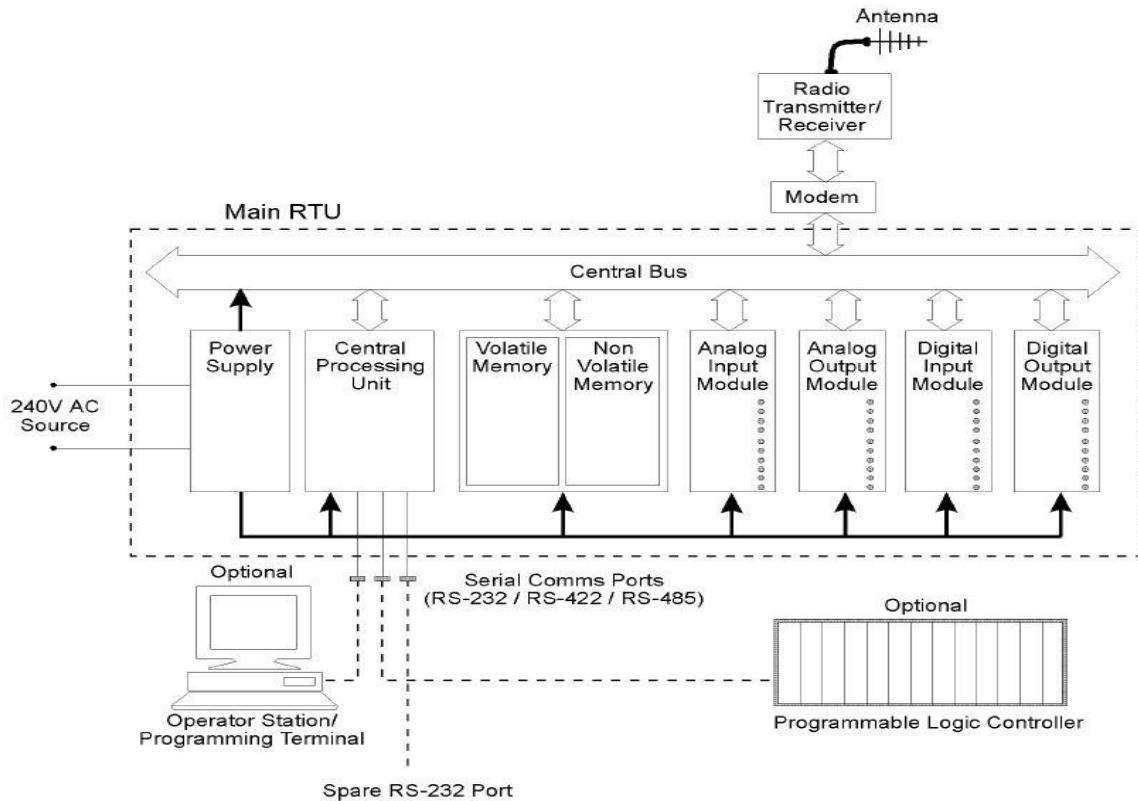 Antenna
Radio
Transmitter/
Receiver
Modem
Main RTU
Central Bus
Power
Supply
Central
Processing
Unit
Volatile
Memory
Non
Volatile
Memory
Analog
Input
Module
Analog
Output
Module
Digital
Input
Module
Digital
Output
Module
240V AC
Source
Optional
Serial Comms Ports
(RS-232 / RS-422 / RS-485)
Optional
Operator Station/
Programming Terminal
Programmable Logic Controller
Spare RS-232 Port